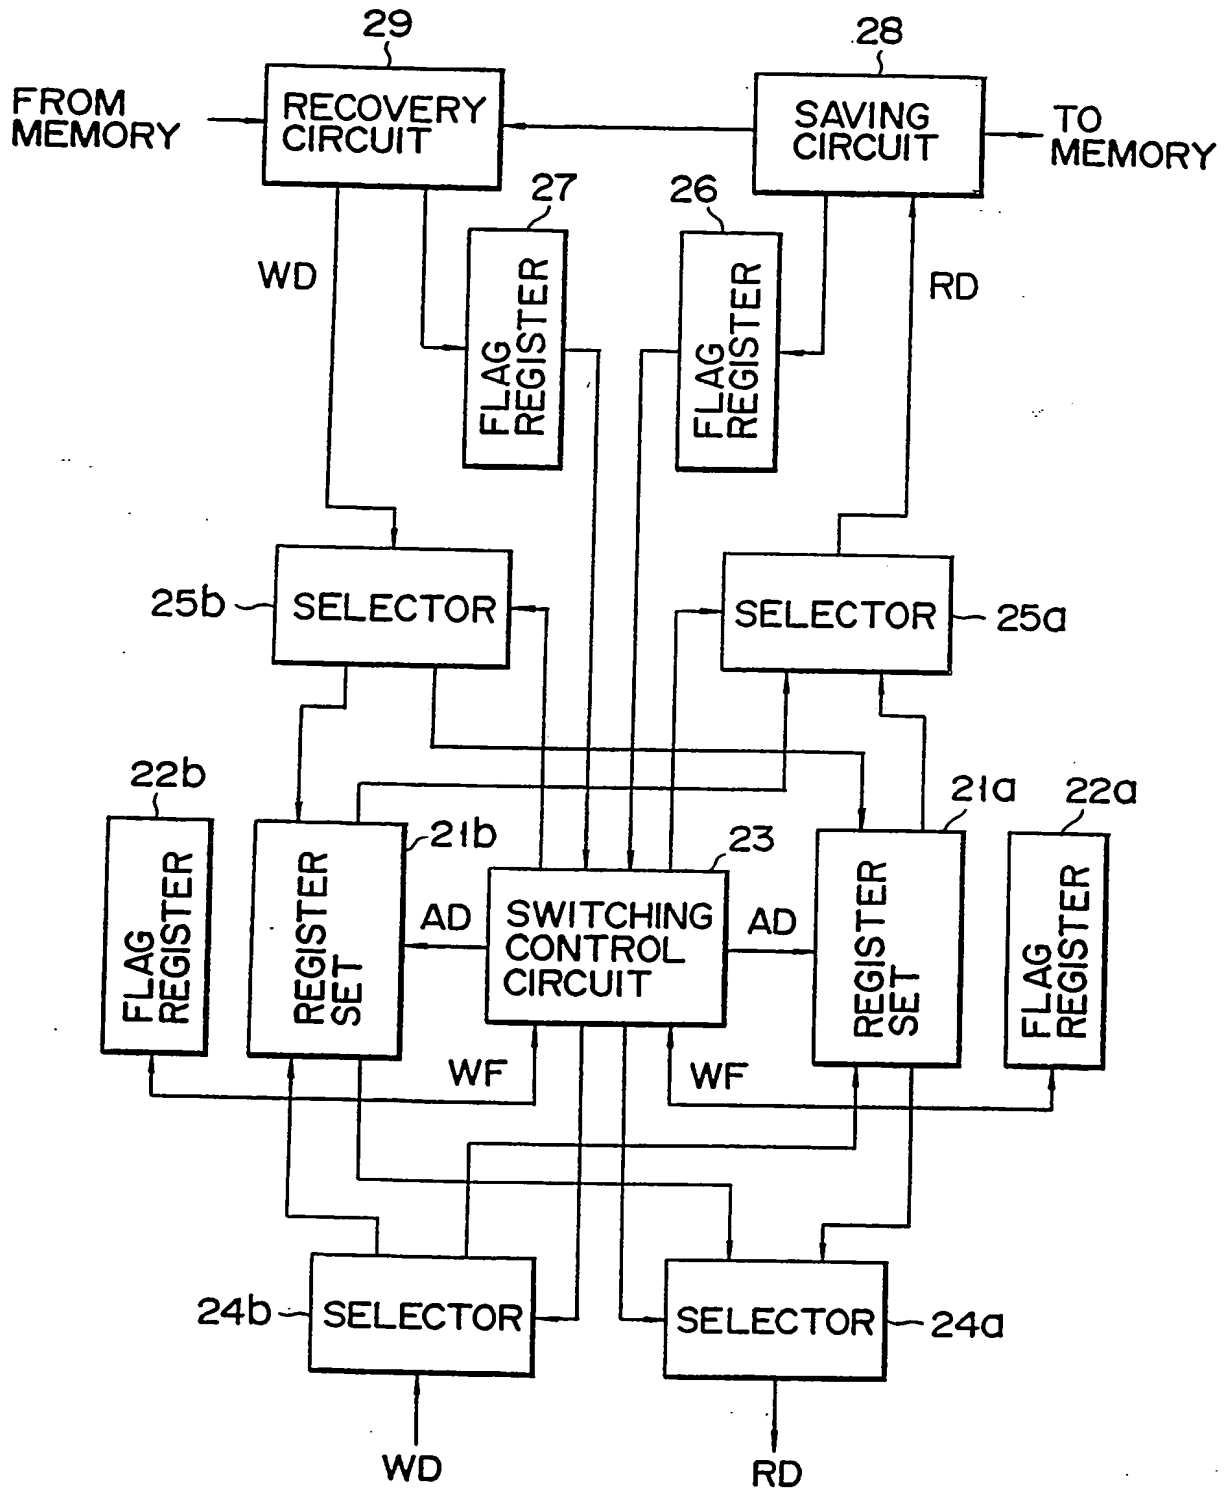 29
28
FROM
MEMORY
RECOVERY
CIRCUIT
SAVING
CIRCUIT
TO
MEMORY
27
26
WD
FLAG
REGISTER
FLAG
REGISTER
RD
25b
SELECTOR
SELECTOR
25a
22b
21b
23
21a
22a
FLAG
REGISTER
REGISTER
SET
AD
SWITCHING
CONTROL
CIRCUIT
AD
REGISTER
SET
FLAG
REGISTER
WF
WF
24b
SELECTOR
SELECTOR
24a
WD
RD